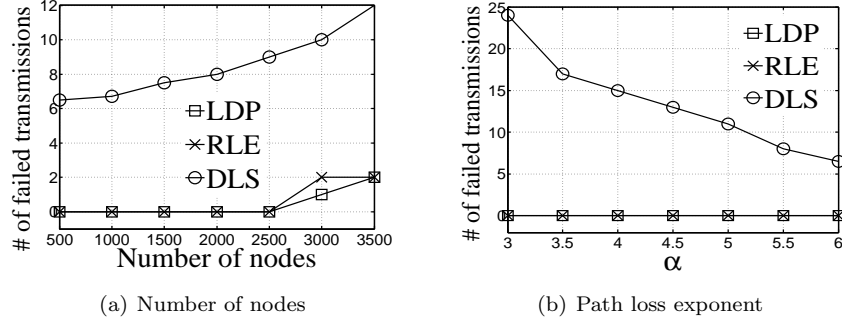 # of failed transmissions
12
10
8
6
4
2
0
LDP
RLE
DLS
500 1000 1500 2000 2500 3000 3500
Number of nodes
(a) Number of nodes
# of failed transmissions
25
20
15
10
5
0
LDP
RLE
DLS
3 3.5 4 4.5 5 5.5 6
α
(b) Path loss exponent